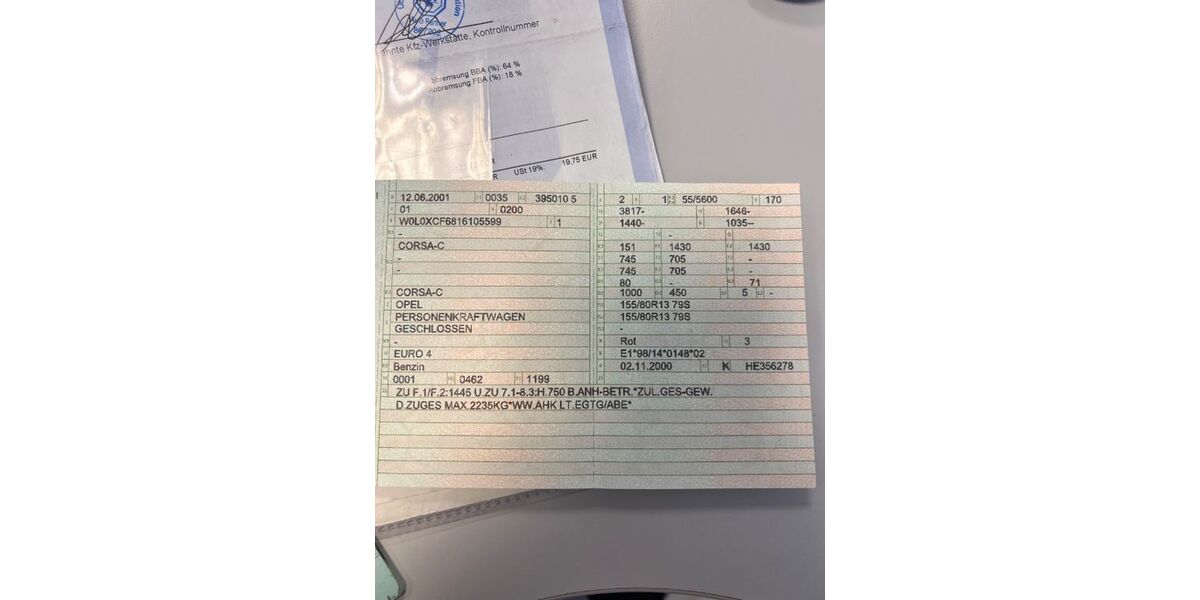 60/202
Kfz-Werkstätte, Kontrollnummer
bremsung BBA (%): 64 %
Abbremsung FBA (%): 18 %
USt 19%: 19,75 EUR
12.06.2001 0035 395010 5
01 0200
W0L0XCF6816105599 1
-
CORSA-C
-
-
CORSA-C
OPEL
PERSONENKRAFTWAGEN
GESCHLOSSEN
-
EURO 4
Benzin
0001 0462 1199
2 1 55/5600 170
3817- 1646-
1440- 1035--
-
151 1430 1430
745 705 -
745 705 -
80 - 71
1000 450 5 -
155/80R13 79S
155/80R13 79S
-
Rot 3
E1*98/14*0148*02
02.11.2000 K HE356278
ZU F.1/F.2:1445 U.ZU 7.1-8.3:H.750 B.ANH-BETR.*ZUL.GES-GEW.
D.ZUGES MAX.2235KG*WW.AHK LT.EGTG/ABE*